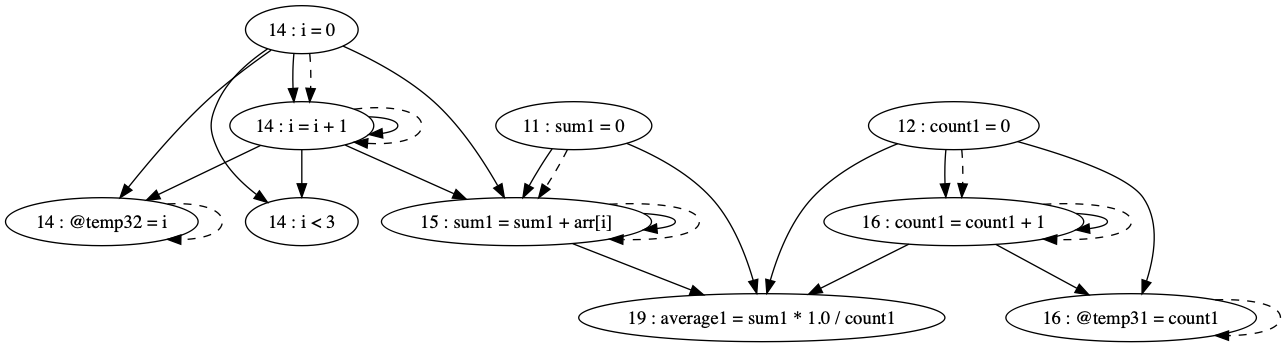 14 : i = 0
14 : i = i + 1
11 : sum1 = 0
12 : count1 = 0
14 : @temp32 = i
14 : i < 3
15 : sum1 = sum1 + arr[i]
16 : count1 = count1 + 1
19 : average1 = sum1 * 1.0 / count1
16 : @temp31 = count1